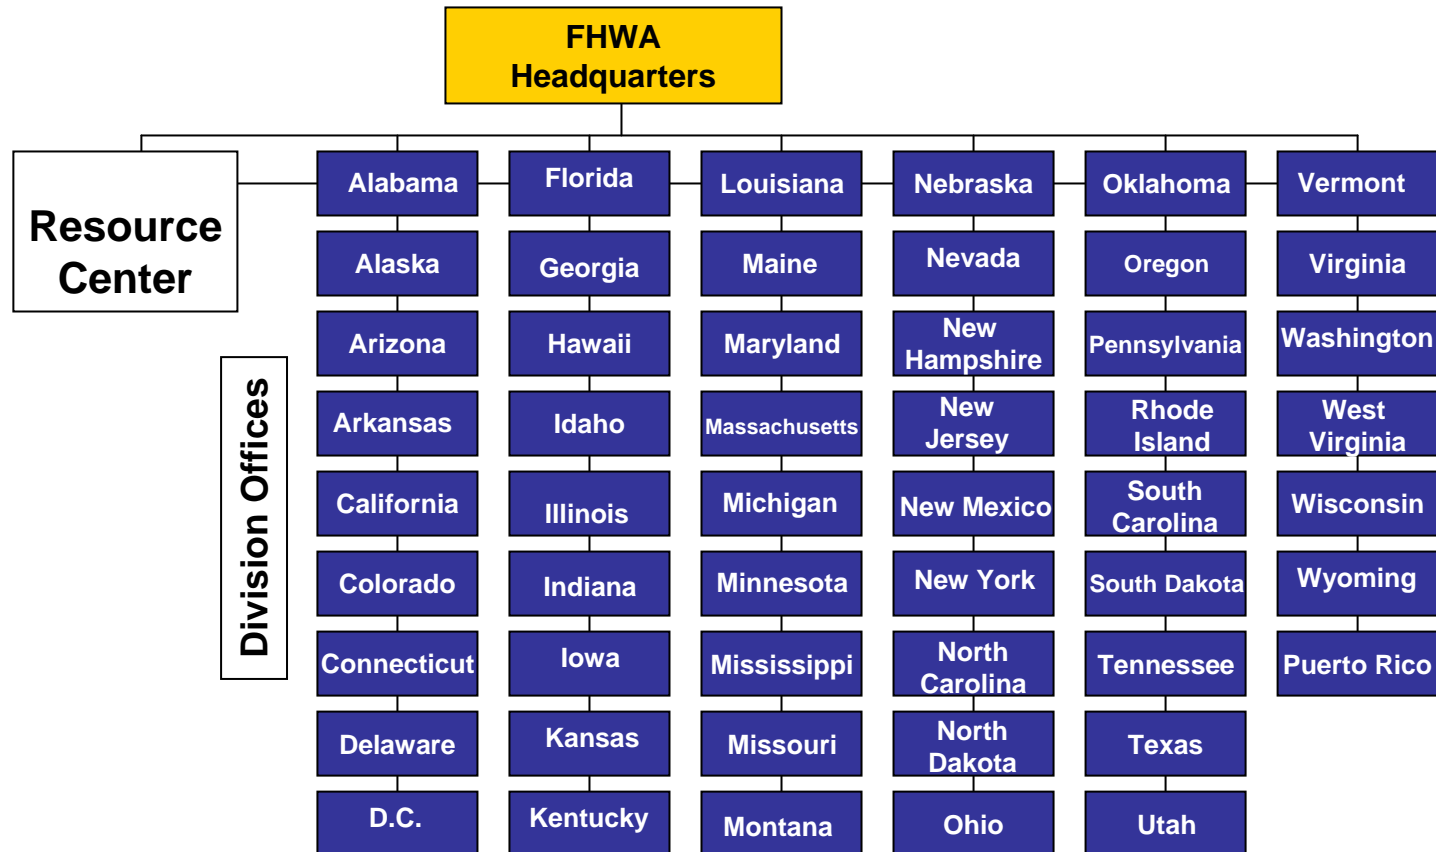 FHWA
Headquarters
Resource
Center
Division Offices
Alabama
Alaska
Arizona
Arkansas
California
Colorado
Connecticut
Delaware
D.C.
Florida
Georgia
Hawaii
Idaho
Illinois
Indiana
Iowa
Kansas
Kentucky
Louisiana
Maine
Maryland
Massachusetts
Michigan
Minnesota
Mississippi
Missouri
Montana
Nebraska
Nevada
New
Hampshire
New
Jersey
New Mexico
New York
North
Carolina
North
Dakota
Ohio
Oklahoma
Oregon
Pennsylvania
Rhode
Island
South
Carolina
South Dakota
Tennessee
Texas
Utah
Vermont
Virginia
Washington
West
Virginia
Wisconsin
Wyoming
Puerto Rico